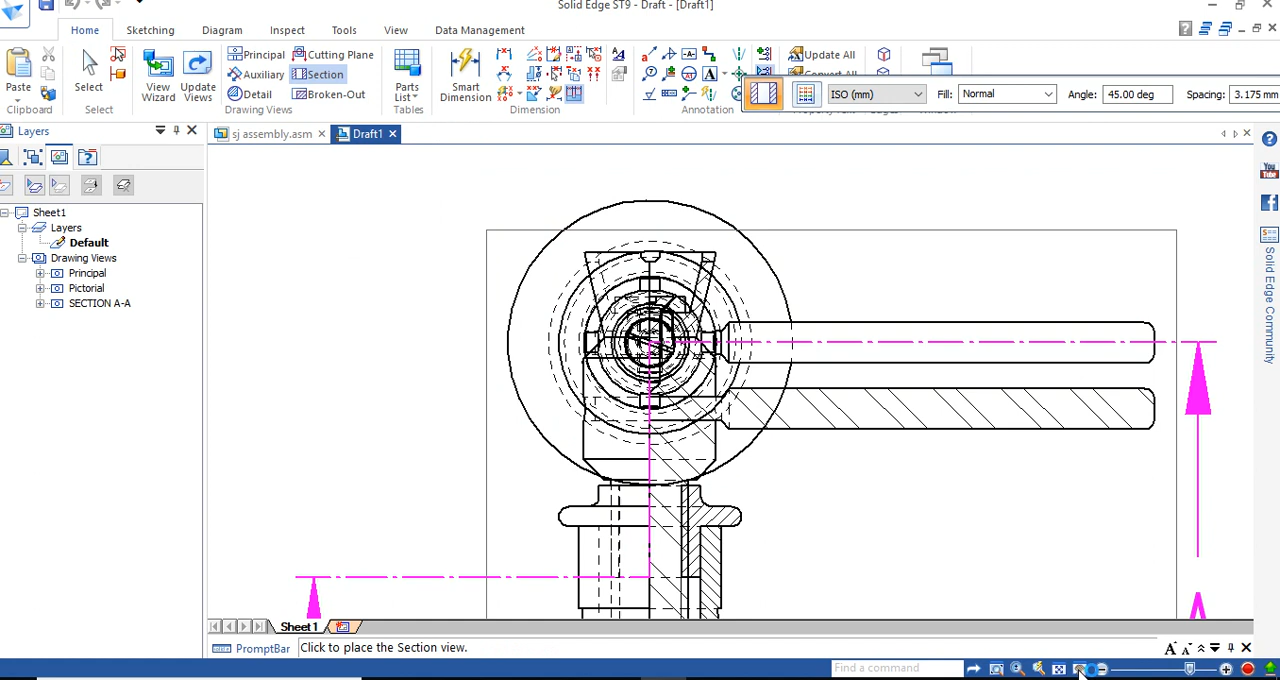 Solid Edge ST9 - Draft - [Draft1]
Home Sketching Diagram Inspect Tools View Data Management
Paste
Clipboard
Select
Select
View Wizard
Update Views
Principal
Auxiliary
Detail
Cutting Plane
Section
Broken-Out
Drawing Views
Parts List
Tables
Smart Dimension
Dimension
Annotation
Update All
ISO (mm) Fill: Normal Angle: 45.00 deg Spacing: 3.175 mm
Layers
sj assembly.asm Draft1
Sheet1
Layers
Default
Drawing Views
Principal
Pictorial
SECTION A-A
Solid Edge Community
Sheet1
PromptBar Click to place the Section view.
Find a command